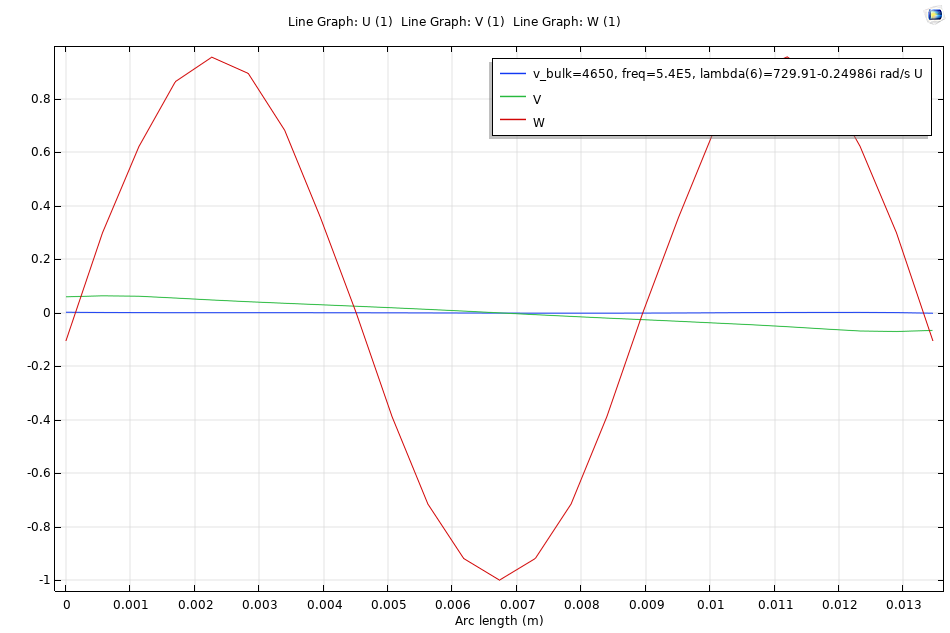 Line Graph: U (1) Line Graph: V (1) Line Graph: W (1)
v_bulk=4650, freq=5.4E5, lambda(6)=729.91-0.24986i rad/s U
V
W
0.8
0.6
0.4
0.2
0
-0.2
-0.4
-0.6
-0.8
-1
0 0.001 0.002 0.003 0.004 0.005 0.006 0.007 0.008 0.009 0.01 0.011 0.012 0.013
Arc length (m)